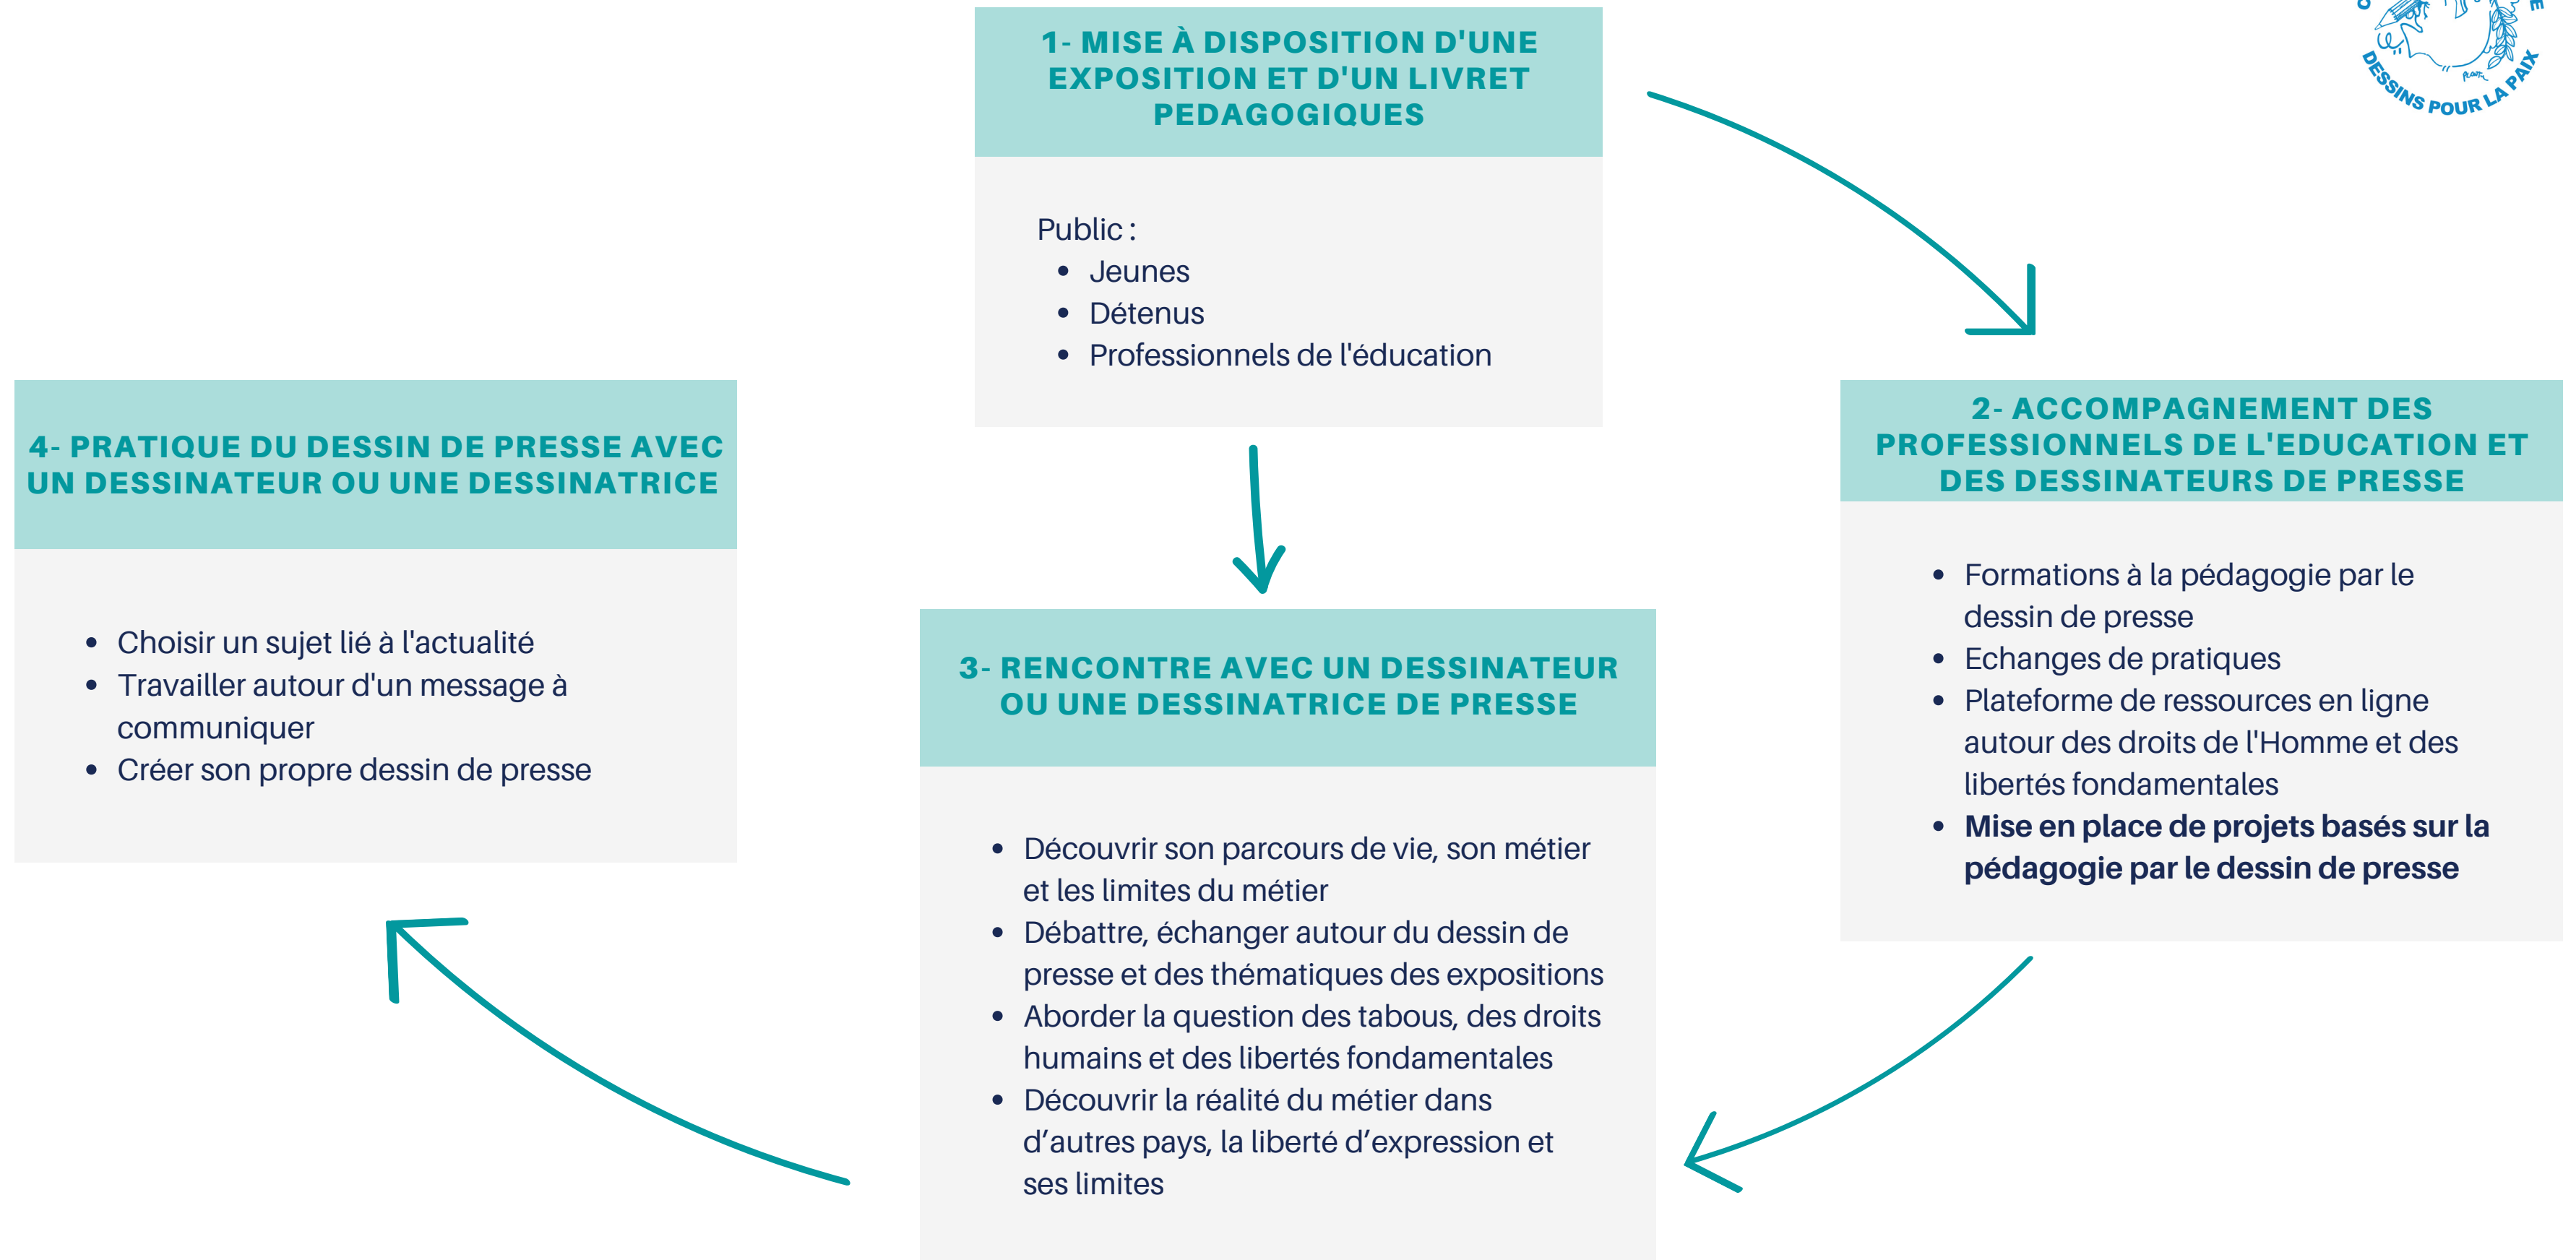 1- MISE À DISPOSITION D'UNE
EXPOSITION ET D'UN LIVRET
PEDAGOGIQUES
Public :
• Jeunes
• Détenus
• Professionnels de l'éducation
DESSINS POUR LA PAIX
2- ACCOMPAGNEMENT DES
PROFESSIONNELS DE L'EDUCATION ET
DES DESSINATEURS DE PRESSE
• Formations à la pédagogie par le
dessin de presse
• Echanges de pratiques
• Plateforme de ressources en ligne
autour des droits de l'Homme et des
libertés fondamentales
• Mise en place de projets basés sur la
pédagogie par le dessin de presse
3- RENCONTRE AVEC UN DESSINATEUR
OU UNE DESSINATRICE DE PRESSE
• Découvrir son parcours de vie, son métier
et les limites du métier
• Débattre, échanger autour du dessin de
presse et des thématiques des expositions
• Aborder la question des tabous, des droits
humains et des libertés fondamentales
• Découvrir la réalité du métier dans
d’autres pays, la liberté d’expression et
ses limites
4- PRATIQUE DU DESSIN DE PRESSE AVEC
UN DESSINATEUR OU UNE DESSINATRICE
• Choisir un sujet lié à l'actualité
• Travailler autour d'un message à
communiquer
• Créer son propre dessin de presse